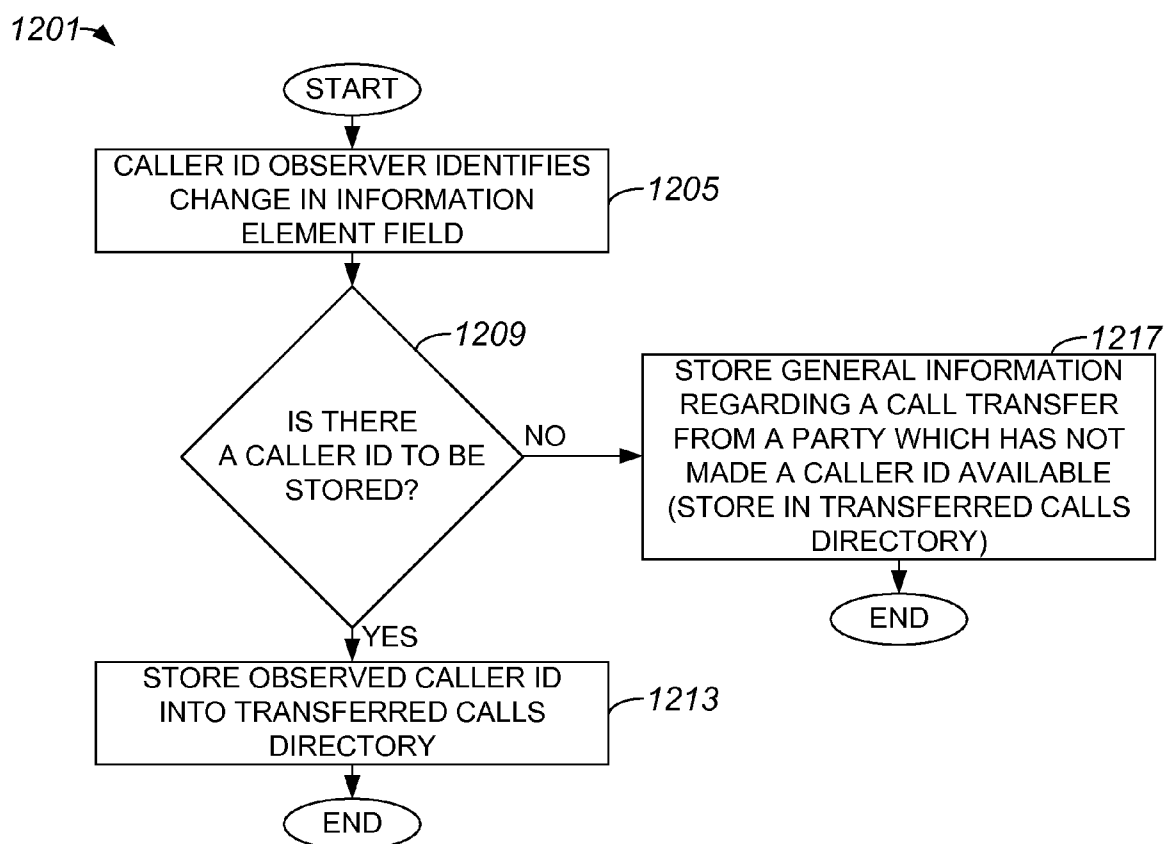 1201
START
CALLER ID OBSERVER IDENTIFIES
CHANGE IN INFORMATION
ELEMENT FIELD
1205
1209
IS THERE
A CALLER ID TO BE
STORED?
NO
1217
STORE GENERAL INFORMATION
REGARDING A CALL TRANSFER
FROM A PARTY WHICH HAS NOT
MADE A CALLER ID AVAILABLE
(STORE IN TRANSFERRED CALLS
DIRECTORY)
END
YES
STORE OBSERVED CALLER ID
INTO TRANSFERRED CALLS
DIRECTORY
1213
END